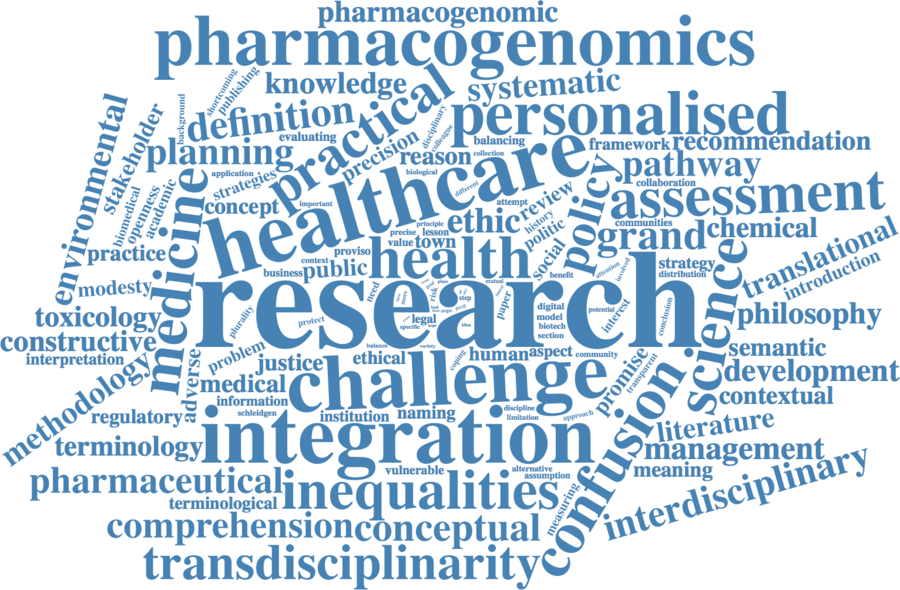 pharmacogenomic
pharmacogenomics
shortcoming
publishing
knowledge
systematic
practical
environmental
stakeholder
background
definition
evaluating
disciplinary
colleague
personalised
balancing
framework
recommendation
planning
precision
reason
collection
biological
healthcare
pathway
application
strategies
important
different
attempt
review
policy
collaboration
assessment
biomedical
openness
academic
medicine
concept
principle
precise
lesson
ethic
history
politic
communities
grand
chemical
practice
proviso
value
town
health
social
science
translational
context
business
public
mutual
benefit
attention
involved
strategy
distribution
introduction
modesty
need
risk
step
paper
research
toxicology
plurality
protect
legal
specific
idea
digital
model
biotech
section
potential
interest
conclusion
philosophy
constructive
interpretation
problem
balance
variety
semantic
methodology
adverse
justice
ethical
coping
human
aspect
community
promise
transparent
development
medical
challenge
contextual
information
schleidgen
institution
naming
discipline
limitation
approach
confusion
regulatory
literature
terminology
integration
management
meaning
vulnerable
alternative
assumption
pharmaceutical
inequalities
terminological
measuring
interdisciplinary
comprehension
conceptual
transdisciplinarity